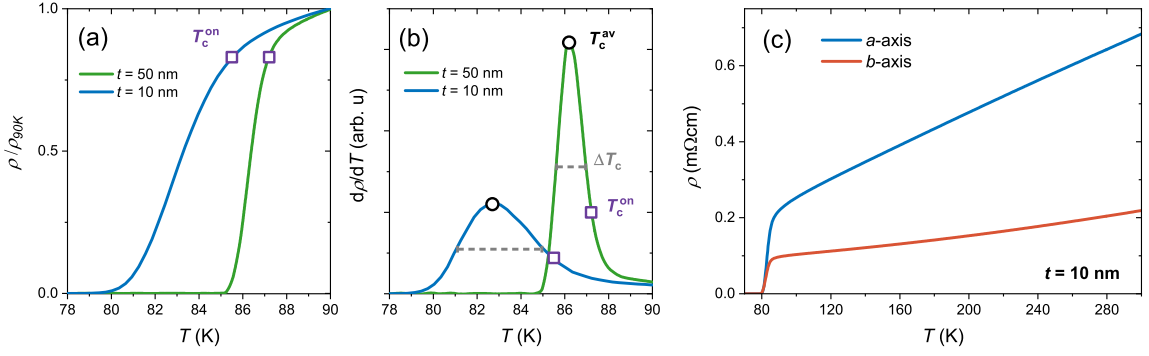 (a)
T_c^on
t = 50 nm
t = 10 nm
1.0
0.5
0.0
ρ/ρ_90K
78 80 82 84 86 88 90
T (K)
(b)
T_c^av
t = 50 nm
t = 10 nm
ΔT_c
T_c^on
dρ/dT (arb. u)
78 80 82 84 86 88 90
T (K)
(c)
a-axis
b-axis
0.6
0.4
0.2
0.0
ρ (mΩcm)
t = 10 nm
80 120 160 200 240 280
T (K)